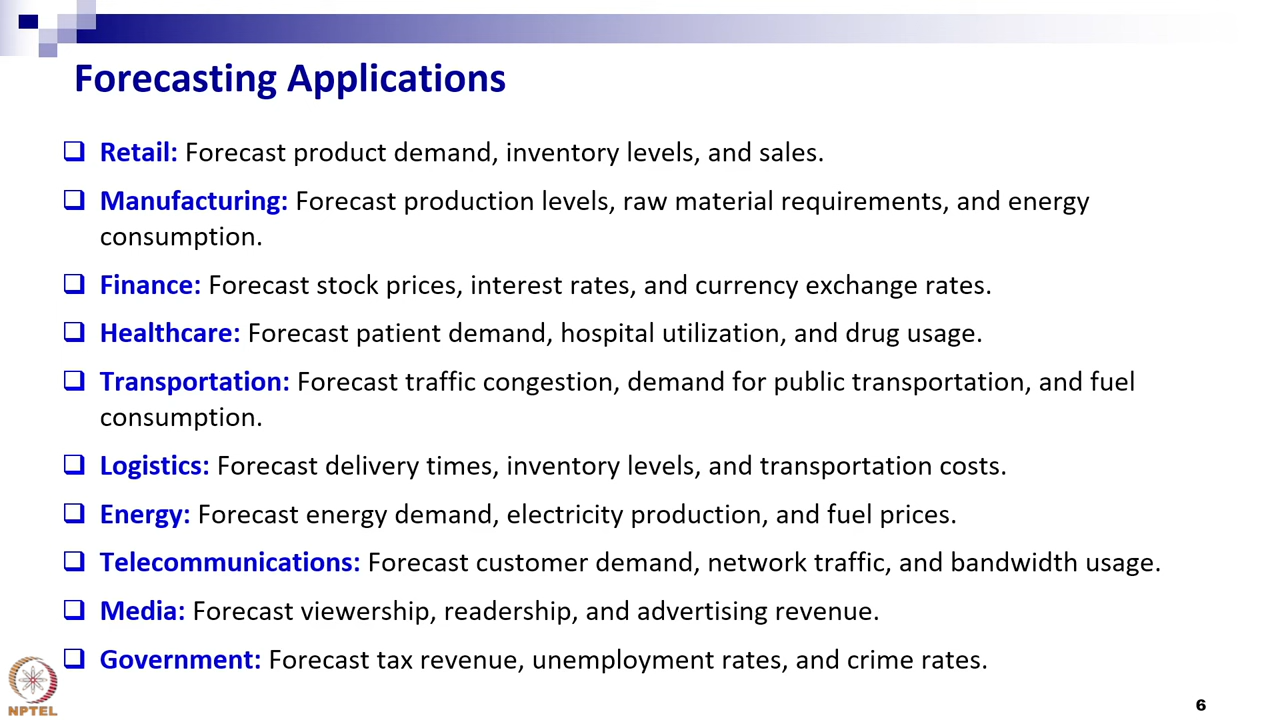 Forecasting Applications
❑ Retail: Forecast product demand, inventory levels, and sales.
❑ Manufacturing: Forecast production levels, raw material requirements, and energy
consumption.
❑ Finance: Forecast stock prices, interest rates, and currency exchange rates.
❑ Healthcare: Forecast patient demand, hospital utilization, and drug usage.
❑ Transportation: Forecast traffic congestion, demand for public transportation, and fuel
consumption.
❑ Logistics: Forecast delivery times, inventory levels, and transportation costs.
❑ Energy: Forecast energy demand, electricity production, and fuel prices.
❑ Telecommunications: Forecast customer demand, network traffic, and bandwidth usage.
❑ Media: Forecast viewership, readership, and advertising revenue.
❑ Government: Forecast tax revenue, unemployment rates, and crime rates.
NPTEL
6